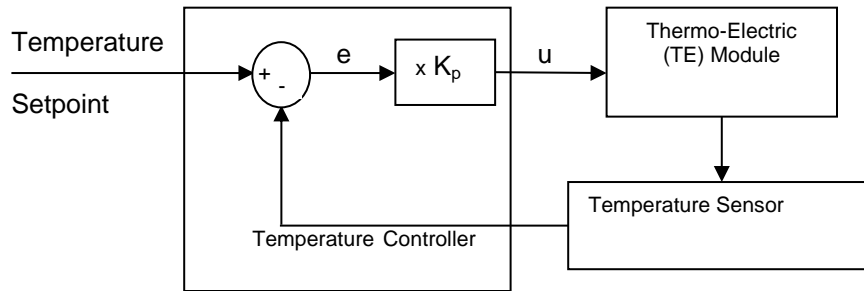 Temperature
Setpoint
+
-
e
x Kp
u
Thermo-Electric
(TE) Module
Temperature Sensor
Temperature Controller